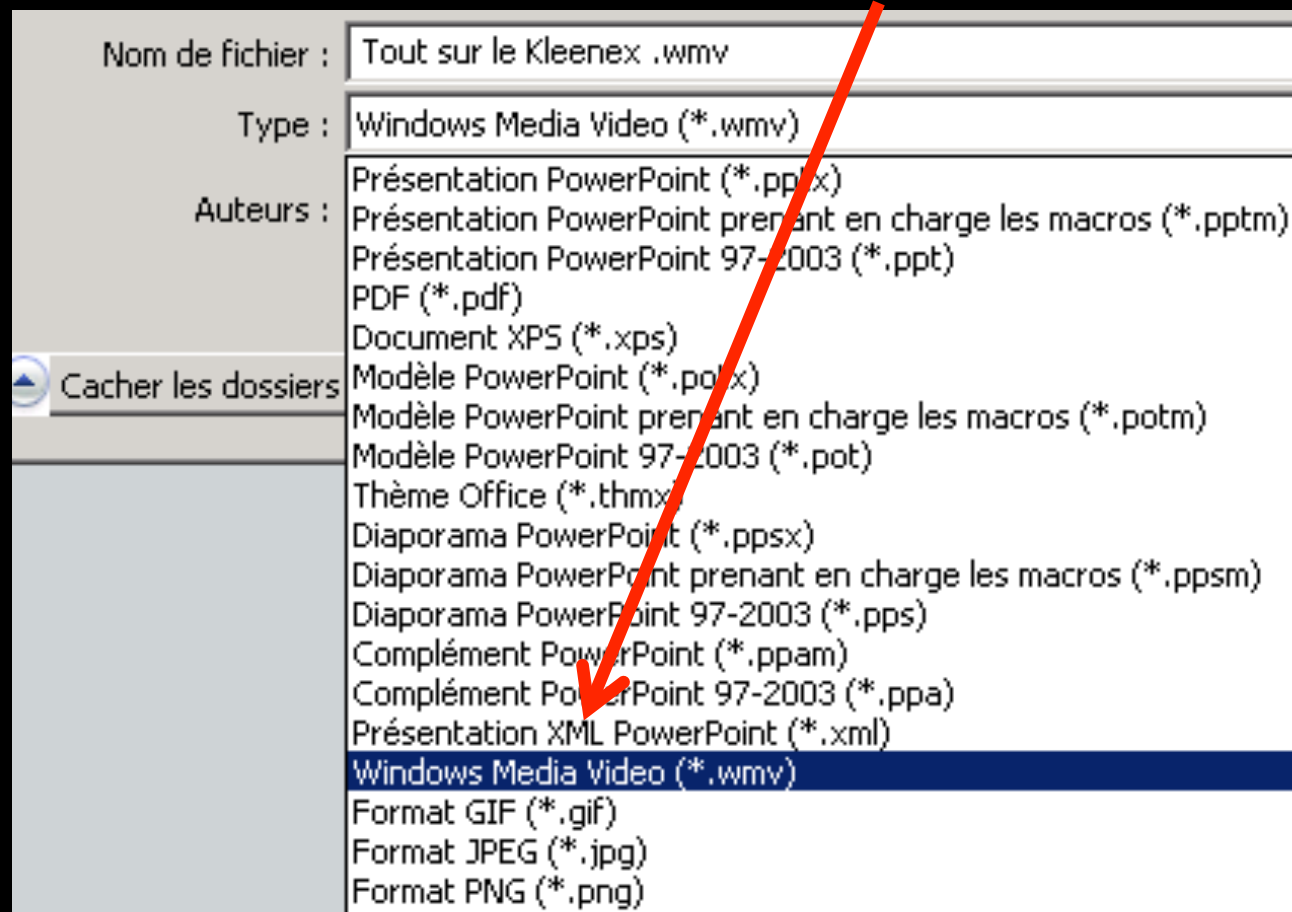 Nom de fichier : Tout sur le Kleenex .wmv
Type : Windows Media Video (*.wmv)
Auteurs :
Présentation PowerPoint (*.pptx)
Présentation PowerPoint prenant en charge les macros (*.pptm)
Présentation PowerPoint 97-2003 (*.ppt)
PDF (*.pdf)
Document XPS (*.xps)
Cacher les dossiers
Modèle PowerPoint (*.potx)
Modèle PowerPoint prenant en charge les macros (*.potm)
Modèle PowerPoint 97-2003 (*.pot)
Thème Office (*.thmx)
Diaporama PowerPoint (*.ppsx)
Diaporama PowerPoint prenant en charge les macros (*.ppsm)
Diaporama PowerPoint 97-2003 (*.pps)
Complément PowerPoint (*.ppam)
Complément PowerPoint 97-2003 (*.ppa)
Présentation XML PowerPoint (*.xml)
Windows Media Video (*.wmv)
Format GIF (*.gif)
Format JPEG (*.jpg)
Format PNG (*.png)